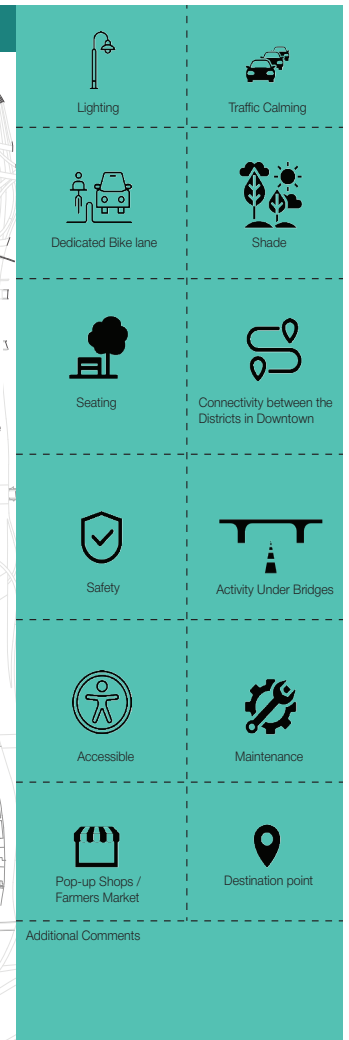 Lighting
Traffic Calming
Dedicated Bike lane
Shade
Seating
Connectivity between the
Districts in Downtown
Safety
Activity Under Bridges
Accessible
Maintenance
Pop-up Shops /
Farmers Market
Destination point
Additional Comments